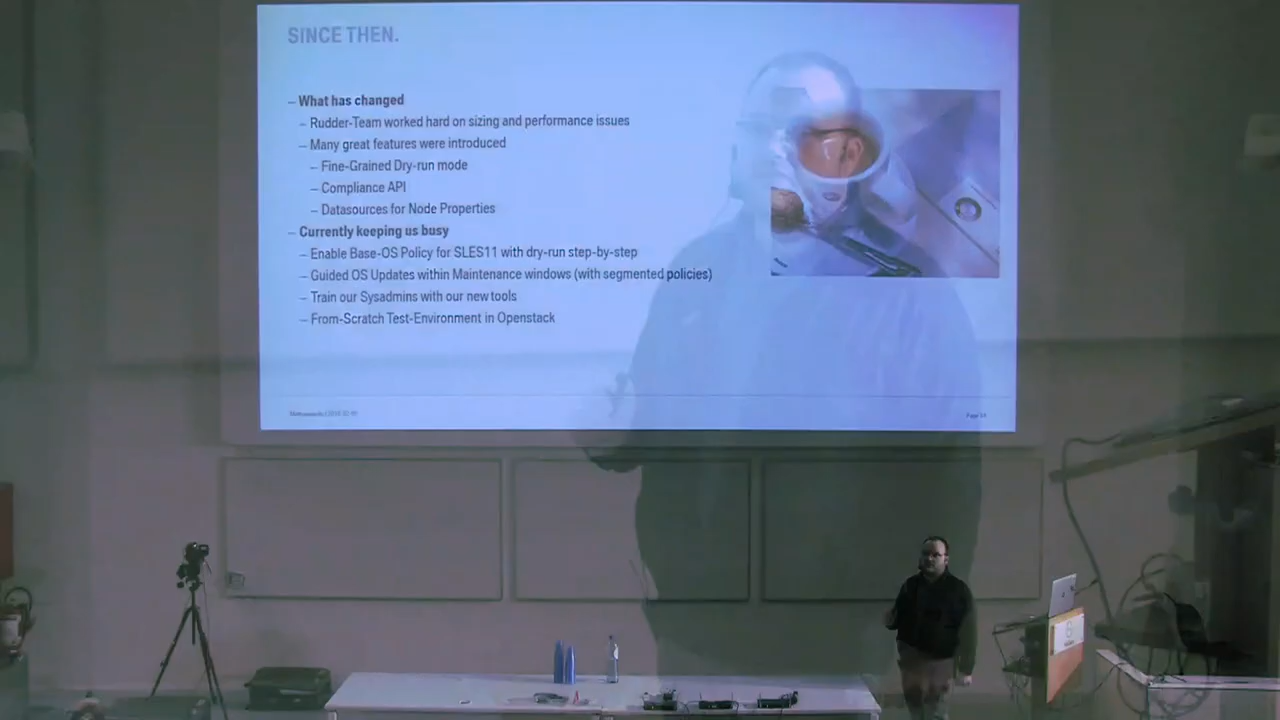 SINCE THEN.
– What has changed
– Rudder-Team worked hard on sizing and performance issues
– Many great features were introduced
– Fine-Grained Dry-run mode
– Compliance API
– Datasources for Node Properties
– Currently keeping us busy
– Enable Base-OS Policy for SLES11 with dry-run step-by-step
– Guided OS Updates within Maintenance windows (with segmented policies)
– Train our Sysadmins with our new tools
– From-Scratch Test-Environment in Openstack